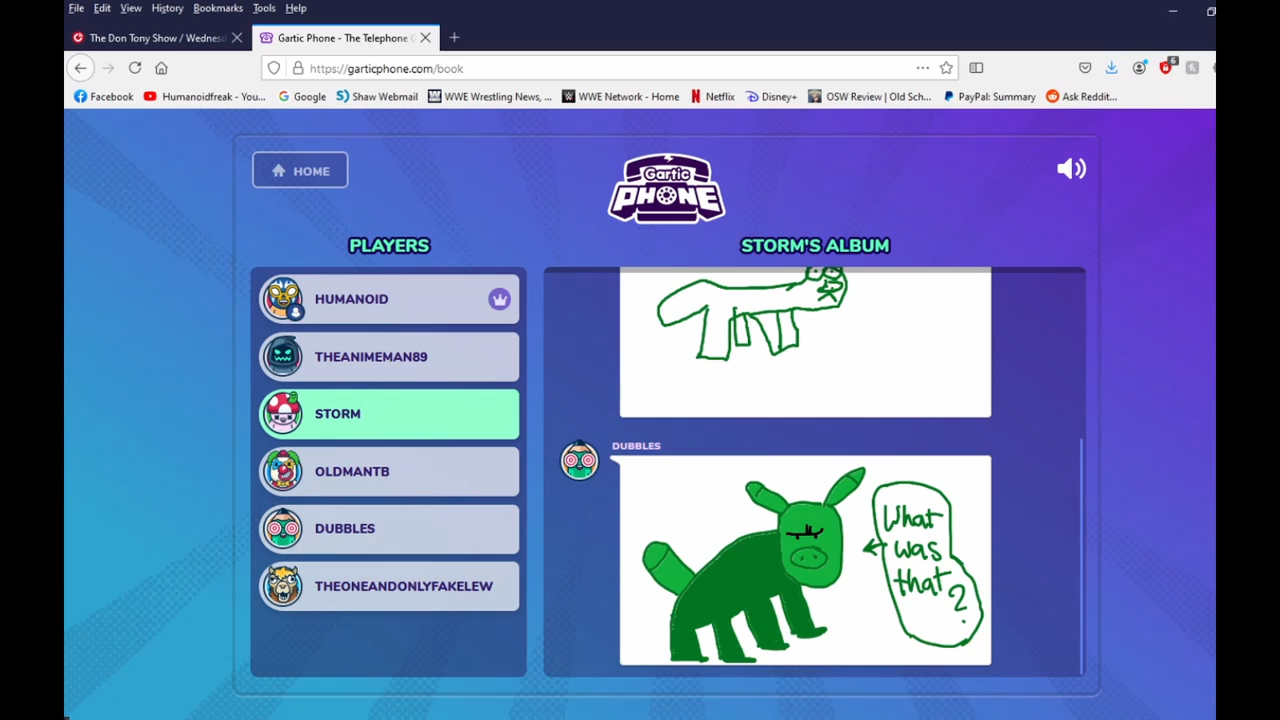 File Edit View History Bookmarks Tools Help
The Don Tony Show / Wednesd
Gartic Phone - The Telephone G
https://garticphone.com/book
6
Facebook
Humanoidfreak - You...
Google
Shaw Webmail
WWE Wrestling News, ...
WWE Network - Home
Netflix
Disney+
OSW Review | Old Sch...
PayPal: Summary
Ask Reddit...
HOME
Gartic
PHONE
PLAYERS
HUMANOID
THEANIMEMAN89
STORM
OLDMANTB
DUBBLES
THEONEANDONLYFAKELEW
STORM'S ALBUM
DUBBLES
What
was
that
?